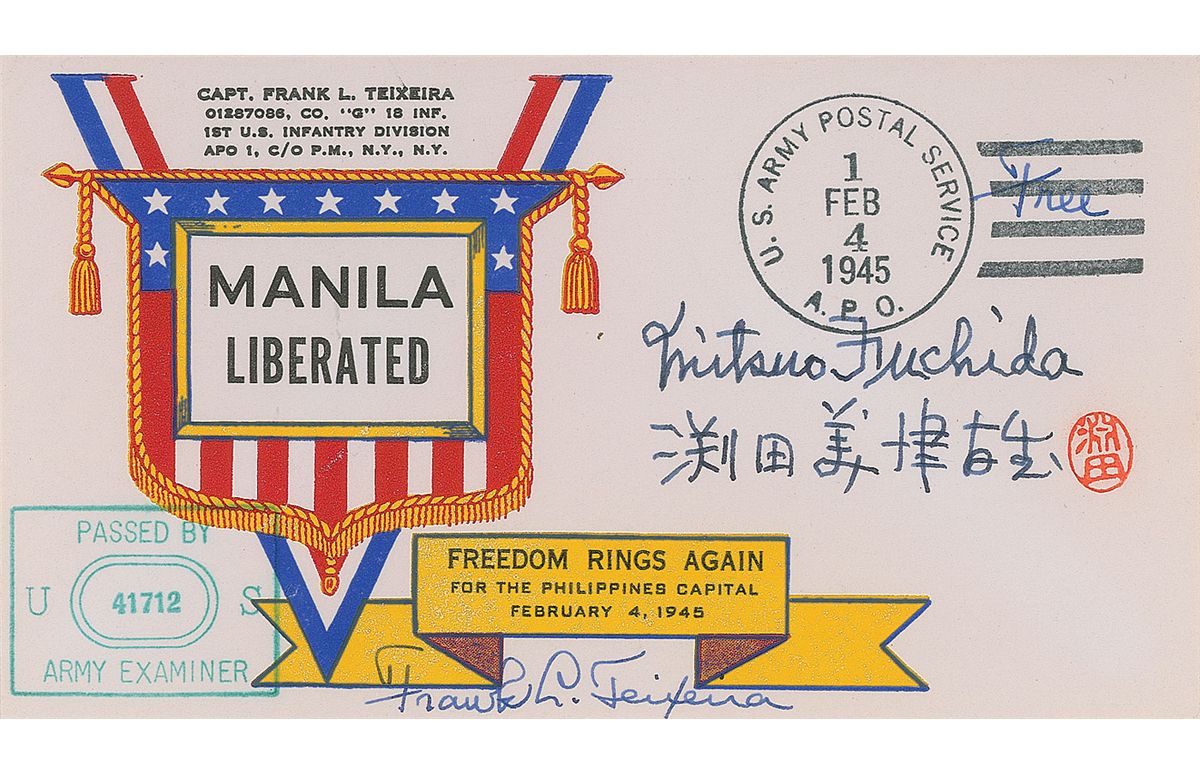 CAPT. FRANK L. TEIXEIRA
01287086, CO. "G" 18 INF.
1ST U.S. INFANTRY DIVISION
APO 1, C/O P.M., N.Y., N.Y.
MANILA
LIBERATED
U.S. ARMY POSTAL SERVICE
1
FEB
4
1945
A.P.O.
Free
Mitsuo Fuchida
渕田美津雄
渕田
PASSED BY
U 41712 S
ARMY EXAMINER
FREEDOM RINGS AGAIN
FOR THE PHILIPPINES CAPITAL
FEBRUARY 4, 1945
Frank L. Teixeira